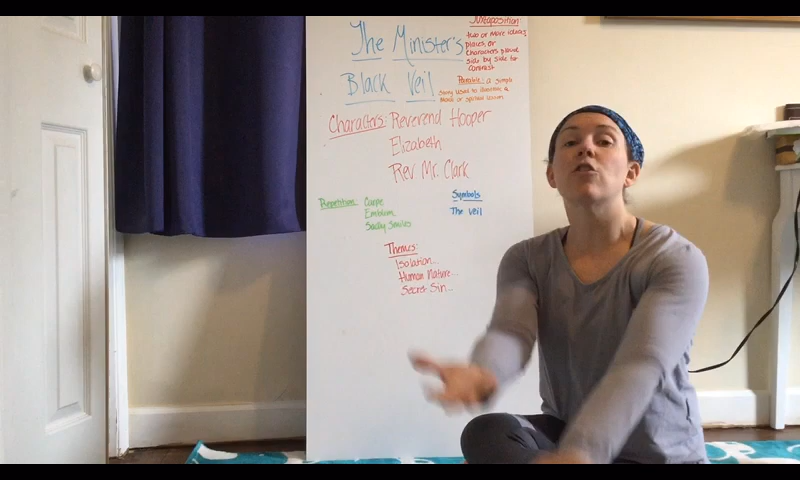 The Minister's
Black Veil
Juxtaposition:
two or more ideas,
places, or
characters placed
side by side for
contrast
Parable: a simple
story used to illustrate a
moral or spiritual lesson
Characters: Reverend Hooper
Elizabeth
Rev Mr. Clark
Repetition: Crepe
Emblem
Sadly Smiles
Symbols
The Veil
Themes:
Isolation...
Human Nature...
Secret Sin...